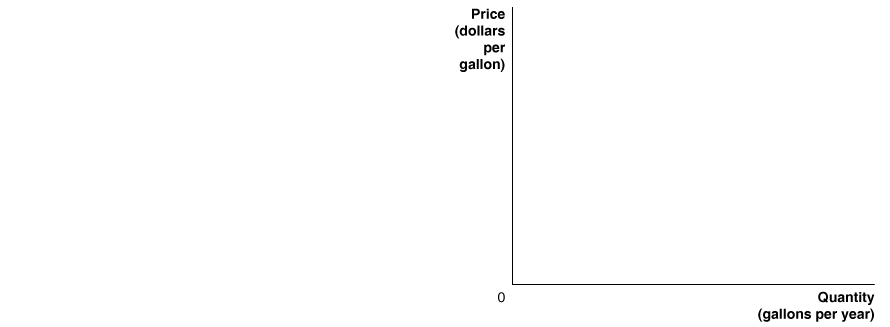 Price
(dollars
per
gallon)
0
Quantity
(gallons per year)